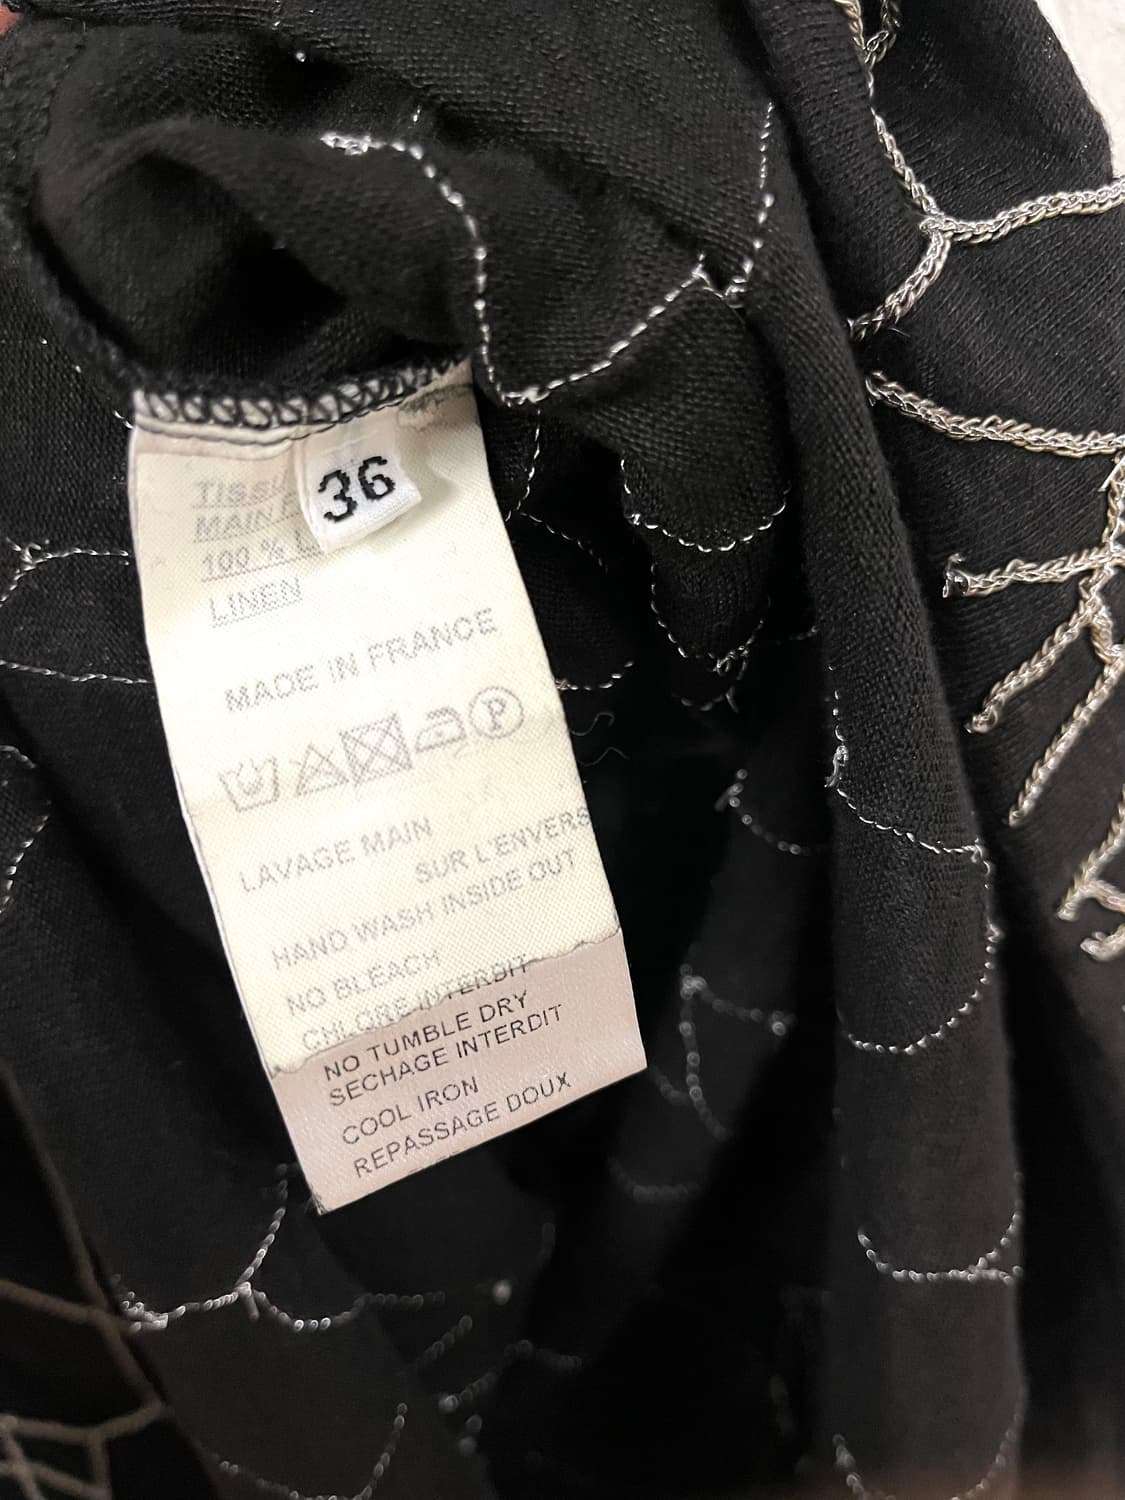 36
MAIN
100 %
LINEN
MADE IN FRANCE
P
LAVAGE MAIN
SUR L'ENVERS
HAND WASH INSIDE OUT
NO BLEACH
CHLORE INTERDIT
NO TUMBLE DRY
SECHAGE INTERDIT
COOL IRON
REPASSAGE DOUX